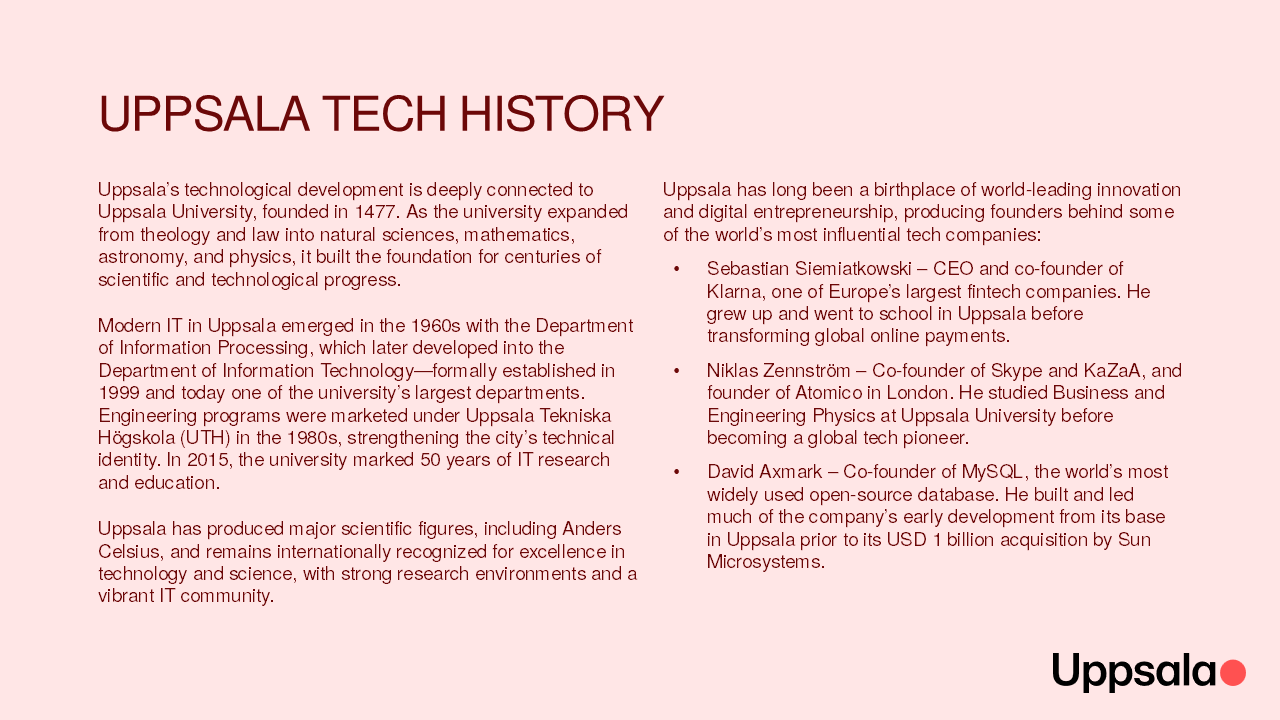 UPPSALA TECH HISTORY
Uppsala’s technological development is deeply connected to
Uppsala University, founded in 1477. As the university expanded
from theology and law into natural sciences, mathematics,
astronomy, and physics, it built the foundation for centuries of
scientific and technological progress.
Modern IT in Uppsala emerged in the 1960s with the Department
of Information Processing, which later developed into the
Department of Information Technology—formally established in
1999 and today one of the university’s largest departments.
Engineering programs were marketed under Uppsala Tekniska
Högskola (UTH) in the 1980s, strengthening the city’s technical
identity. In 2015, the university marked 50 years of IT research
and education.
Uppsala has produced major scientific figures, including Anders
Celsius, and remains internationally recognized for excellence in
technology and science, with strong research environments and a
vibrant IT community.
Uppsala has long been a birthplace of world-leading innovation
and digital entrepreneurship, producing founders behind some
of the world’s most influential tech companies:
• Sebastian Siemiatkowski – CEO and co-founder of
Klarna, one of Europe’s largest fintech companies. He
grew up and went to school in Uppsala before
transforming global online payments.
• Niklas Zennström – Co-founder of Skype and KaZaA, and
founder of Atomico in London. He studied Business and
Engineering Physics at Uppsala University before
becoming a global tech pioneer.
• David Axmark – Co-founder of MySQL, the world’s most
widely used open-source database. He built and led
much of the company’s early development from its base
in Uppsala prior to its USD 1 billion acquisition by Sun
Microsystems.
Uppsala